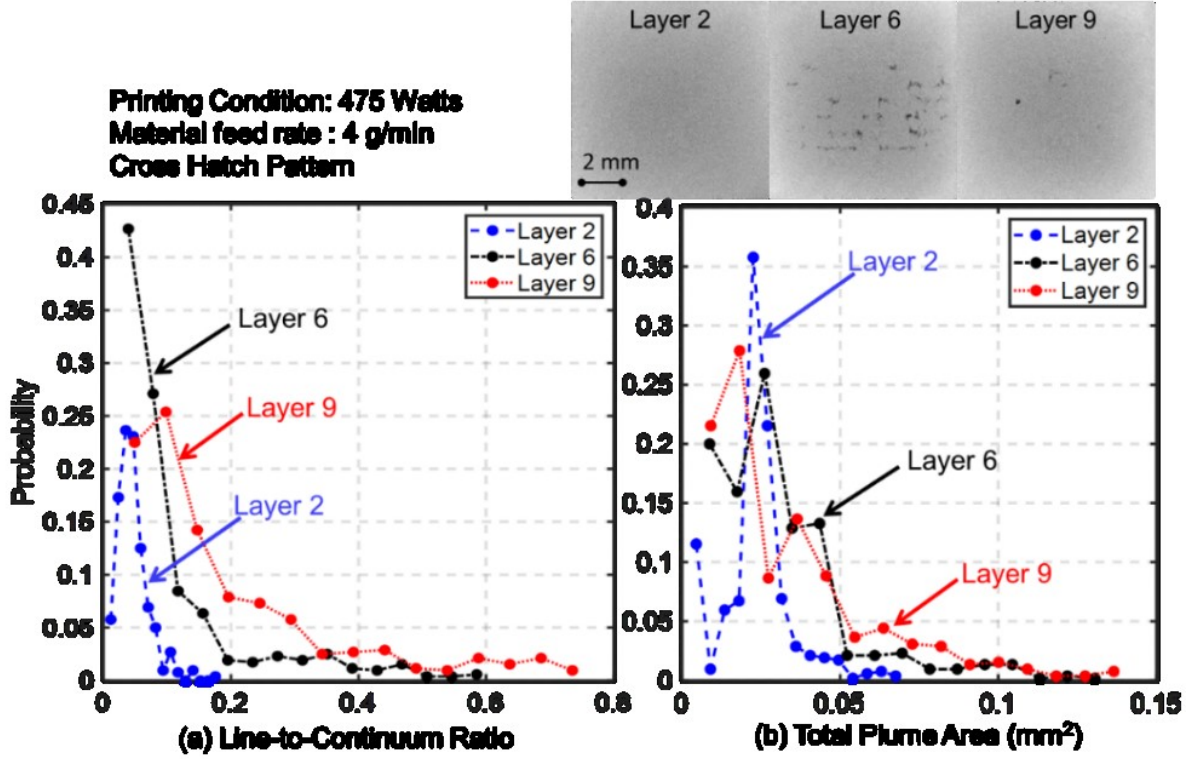 Layer 2
Layer 6
Layer 9
2 mm
Printing Condition: 475 Watts
Material feed rate : 4 g/min
Cross Hatch Pattern
Probability
0.45
0.4
0.35
0.3
0.25
0.2
0.15
0.1
0.05
0
Layer 2
Layer 6
Layer 9
Layer 6
Layer 9
Layer 2
0
0.2
0.4
0.6
0.8
(a) Line-to-Continuum Ratio
0.4
0.35
0.3
0.25
0.2
0.15
0.1
0.05
0
Layer 2
Layer 6
Layer 9
Layer 2
Layer 6
Layer 9
0
0.05
0.1
0.15
(b) Total Plume Area (mm²)